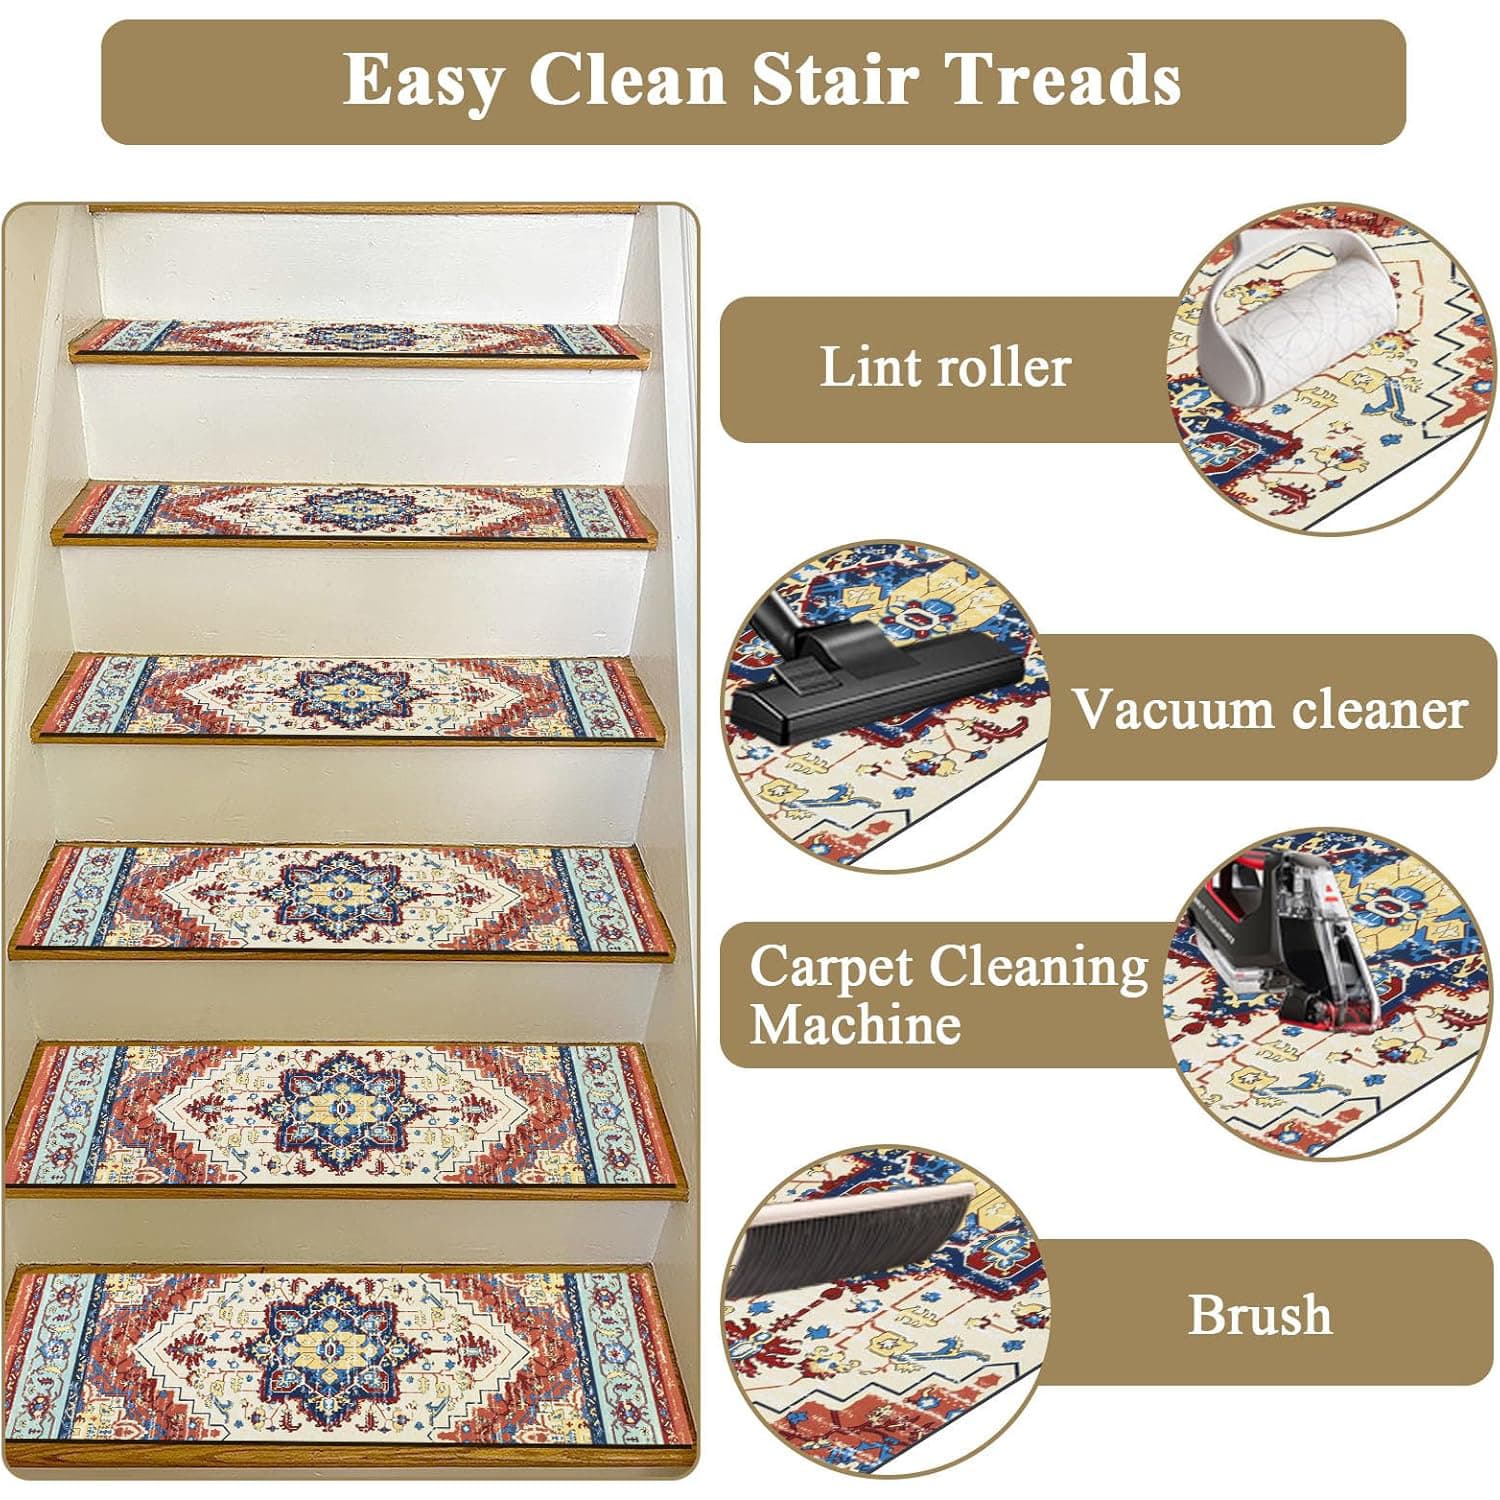 Easy Clean Stair Treads
Lint roller
Vacuum cleaner
Carpet Cleaning
Machine
Brush